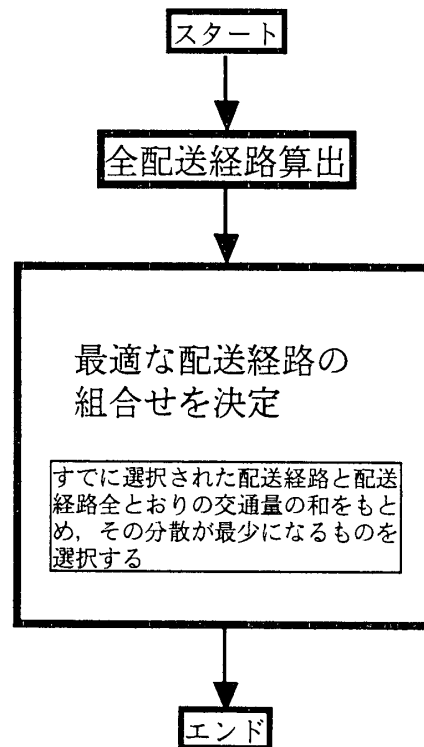 スタート
全配送経路算出
最適な配送経路の
組合せを決定
すでに選択された配送経路と配送
経路全とおりの交通量の和をもと
め，その分散が最少になるものを
選択する
エンド